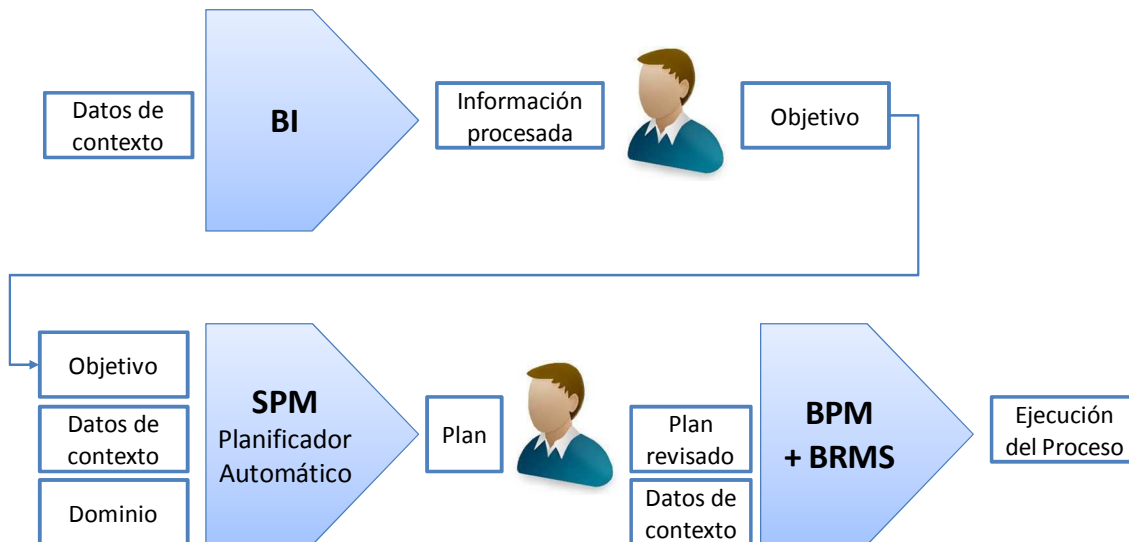 Datos de
contexto
BI
Información
procesada
Objetivo
Objetivo
Datos de
contexto
Dominio
SPM
Planificador
Automático
Plan
Plan
revisado
Datos de
contexto
BPM
+ BRMS
Ejecución
del Proceso